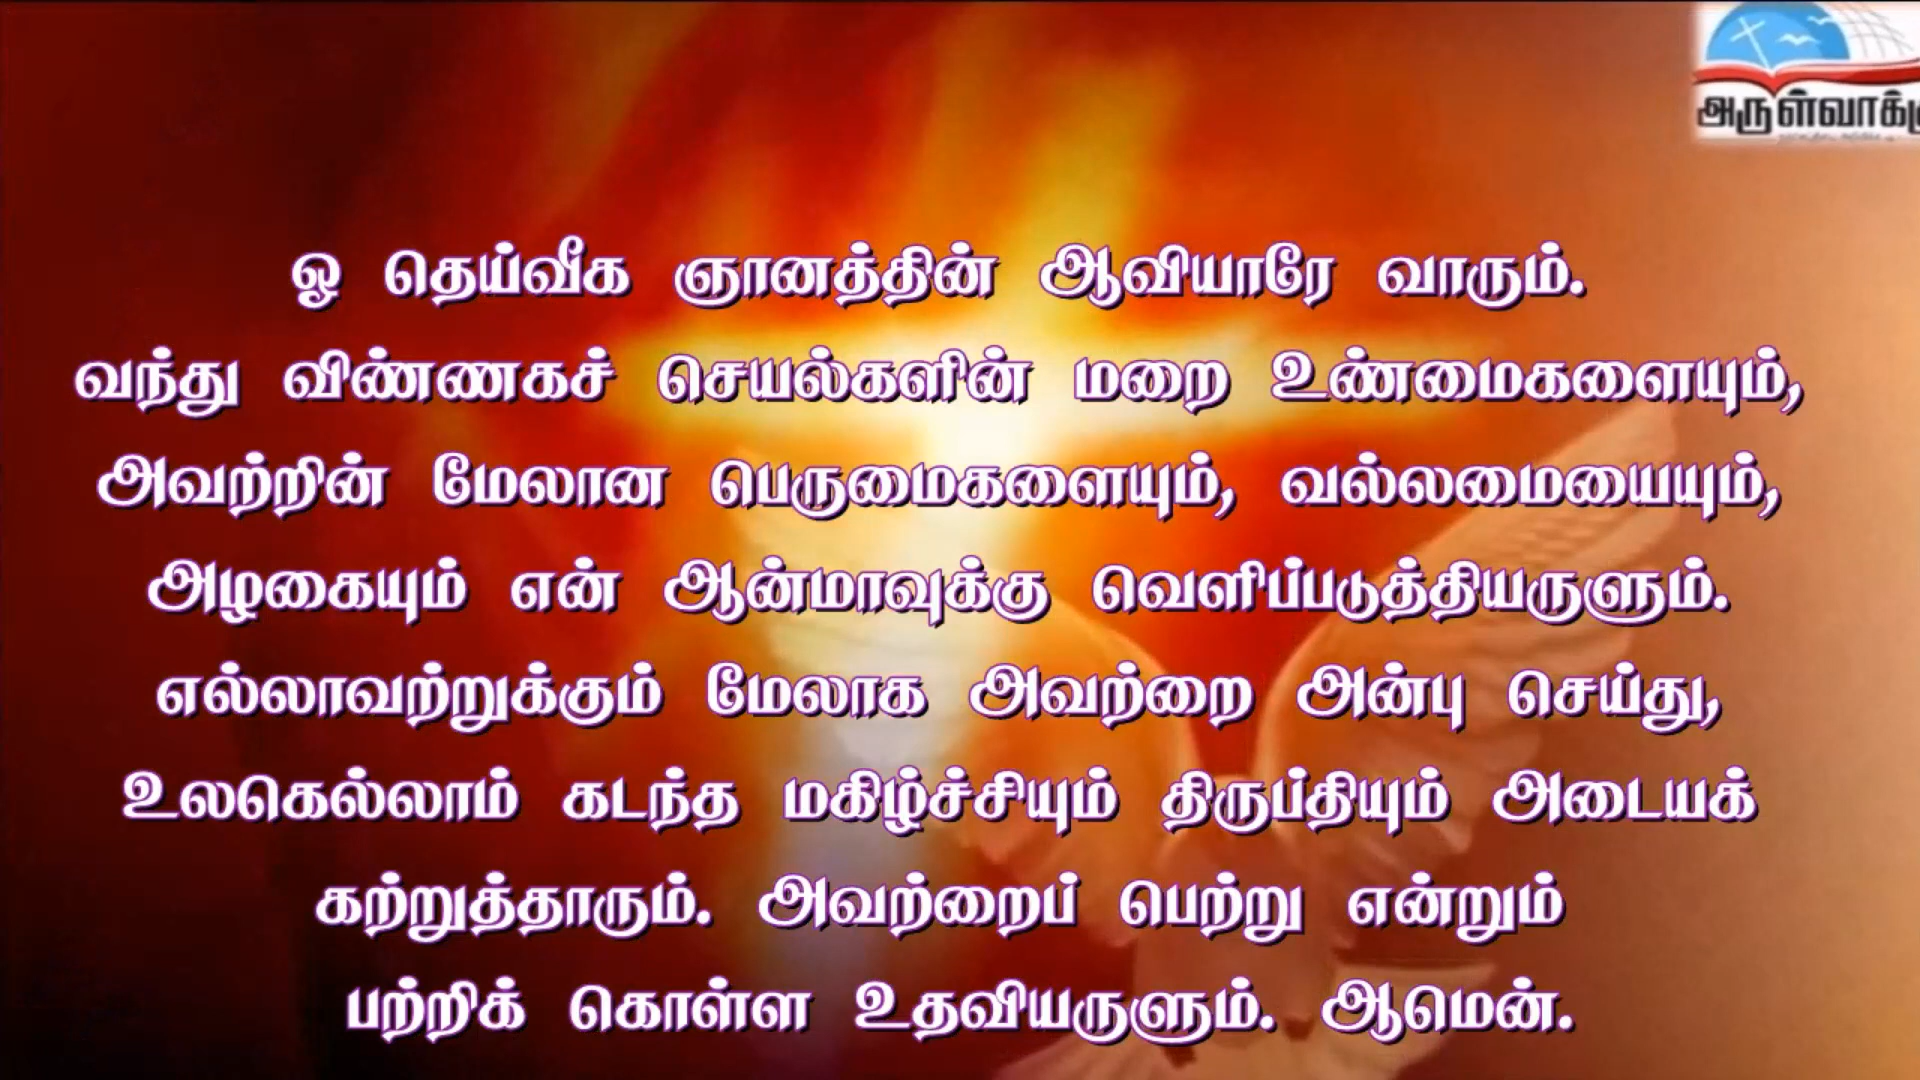 அருள்வாக்கு
ஓ தெய்வீக ஞானத்தின் ஆவியாரே வாரும்.
வந்து விண்ணகச் செயல்களின் மறை உண்மைகளையும்,
அவற்றின் மேலான பெருமைகளையும், வல்லமையையும்,
அழகையும் என் ஆன்மாவுக்கு வெளிப்படுத்தியருளும்.
எல்லாவற்றுக்கும் மேலாக அவற்றை அன்பு செய்து,
உலகெல்லாம் கடந்த மகிழ்ச்சியும் திருப்தியும் அடையக்
கற்றுத்தாரும். அவற்றைப் பெற்று என்றும்
பற்றிக் கொள்ள உதவியருளும். ஆமென்.